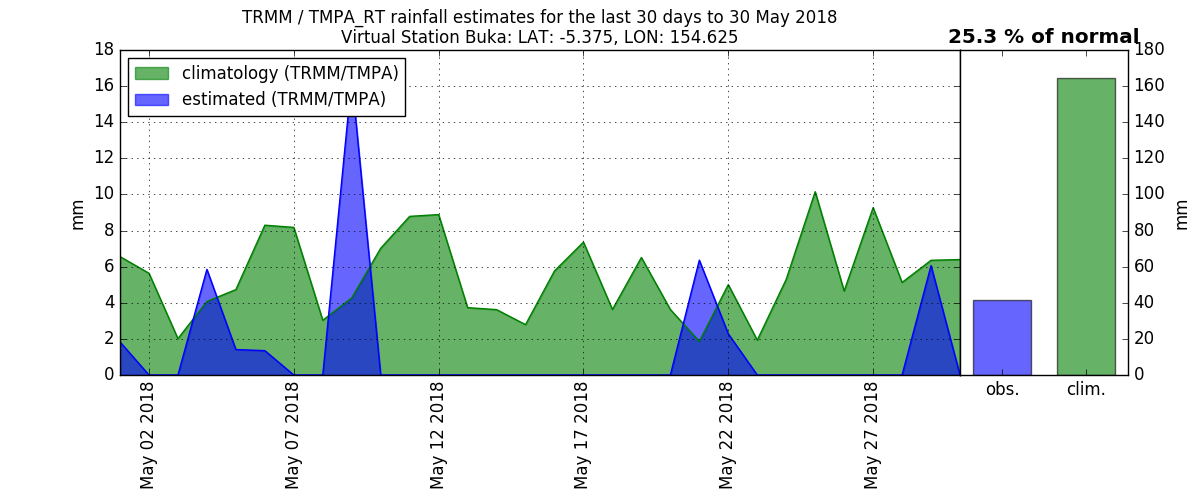 TRMM / TMPA_RT rainfall estimates for the last 30 days to 30 May 2018
Virtual Station Buka: LAT: -5.375, LON: 154.625
25.3 % of normal
climatology (TRMM/TMPA)
estimated (TRMM/TMPA)
18
16
14
12
10
8
6
4
2
0
mm
May 02 2018
May 07 2018
May 12 2018
May 17 2018
May 22 2018
May 27 2018
180
160
140
120
100
80
60
40
20
0
mm
obs.
clim.